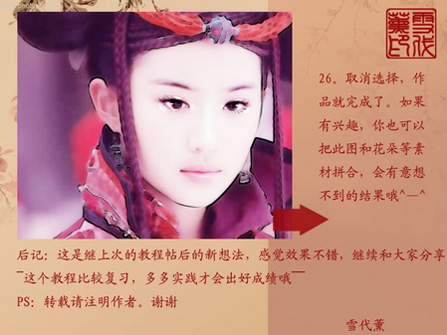 雪代薰印
26。取消选择，作
品就完成了。如果
有兴趣，你也可以
把此图和花朵等素
材拼合，会有意想
不到的结果哦^—^
后记：这是继上次的教程帖后的新想法，感觉效果不错，继续和大家分享
¯这个教程比较复习，多多实践才会出好成绩哦¯
PS：转载请注明作者。谢谢
雪代薰